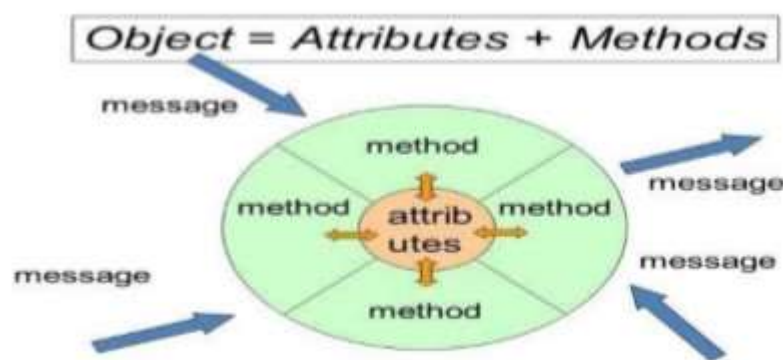 Object = Attributes + Methods
message
method
message
method
attrib
utes
method
message
message
method